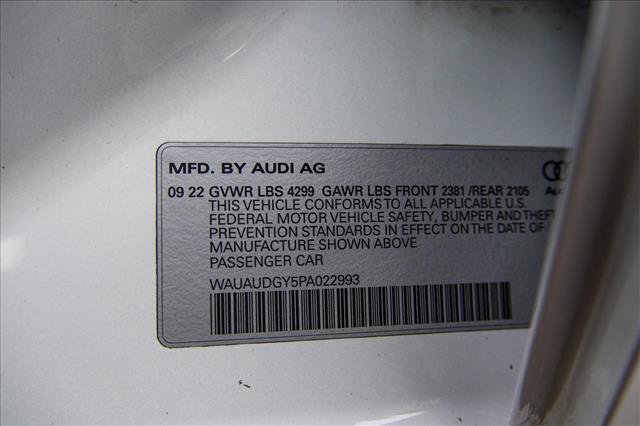 MFD. BY AUDI AG
09 22 GVWR LBS 4299 GAWR LBS FRONT 2381 /REAR 2105
THIS VEHICLE CONFORMS TO ALL APPLICABLE U.S.
FEDERAL MOTOR VEHICLE SAFETY, BUMPER AND THEFT
PREVENTION STANDARDS IN EFFECT ON THE DATE OF
MANUFACTURE SHOWN ABOVE
PASSENGER CAR
WAUAUDGY5PA022993